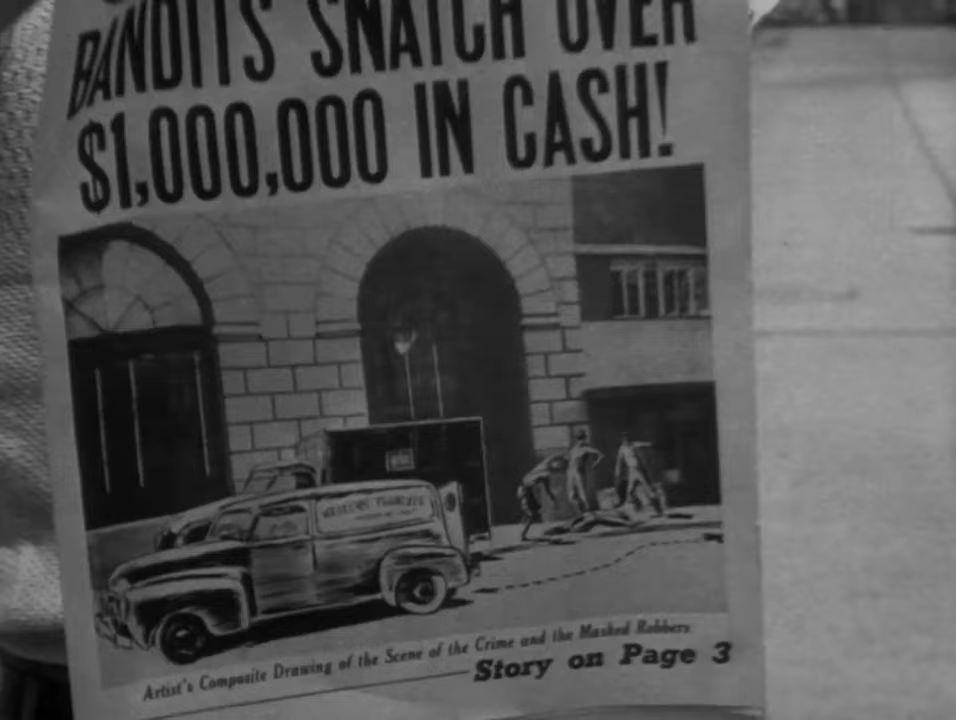 BANDITS SNATCH OVER
$1,000,000 IN CASH!
Artist's Composite Drawing of the Scene of the Crime and the Masked Robbers
Story on Page 3